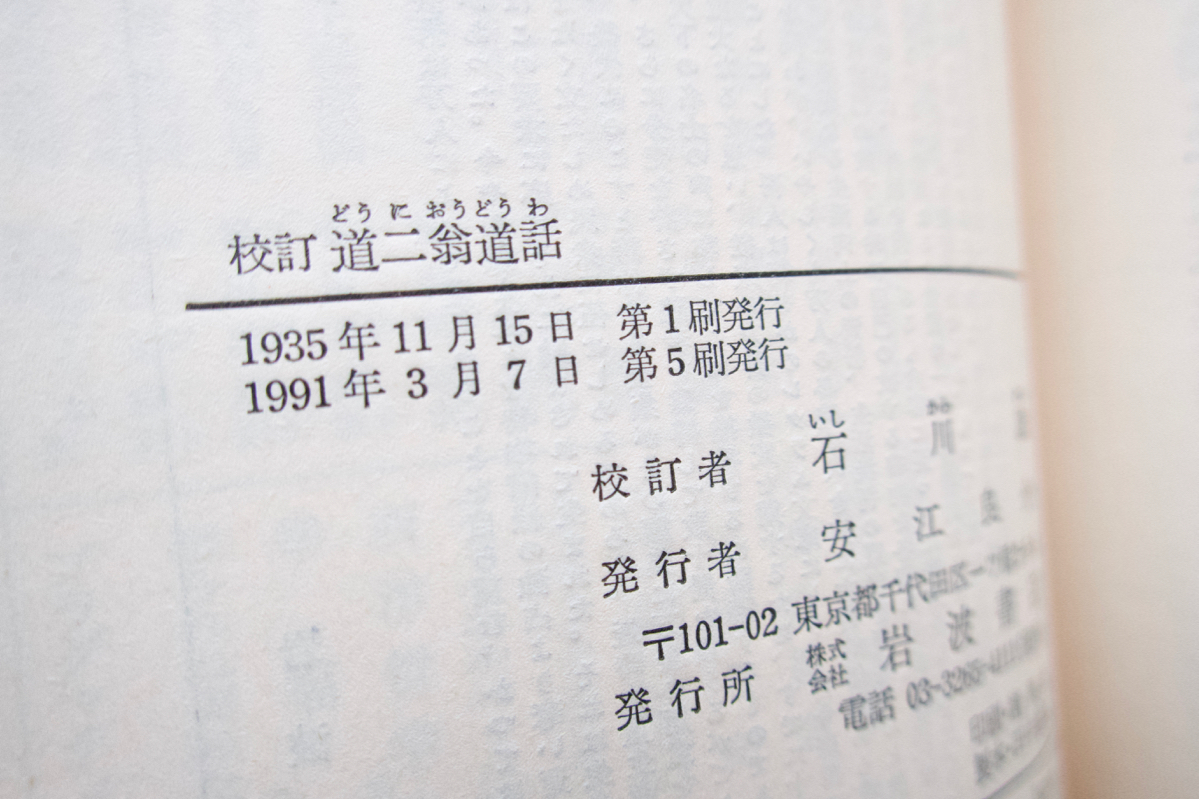 どうにおうどうわ
校訂 道二翁道話
1935年11月15日 第1刷発行
1991年3月7日 第5刷発行
いし
校訂者 石川
発行者 安江良
〒101-02 東京都千代田区一
発行所 株式会社 岩波書
電話 03-3265-